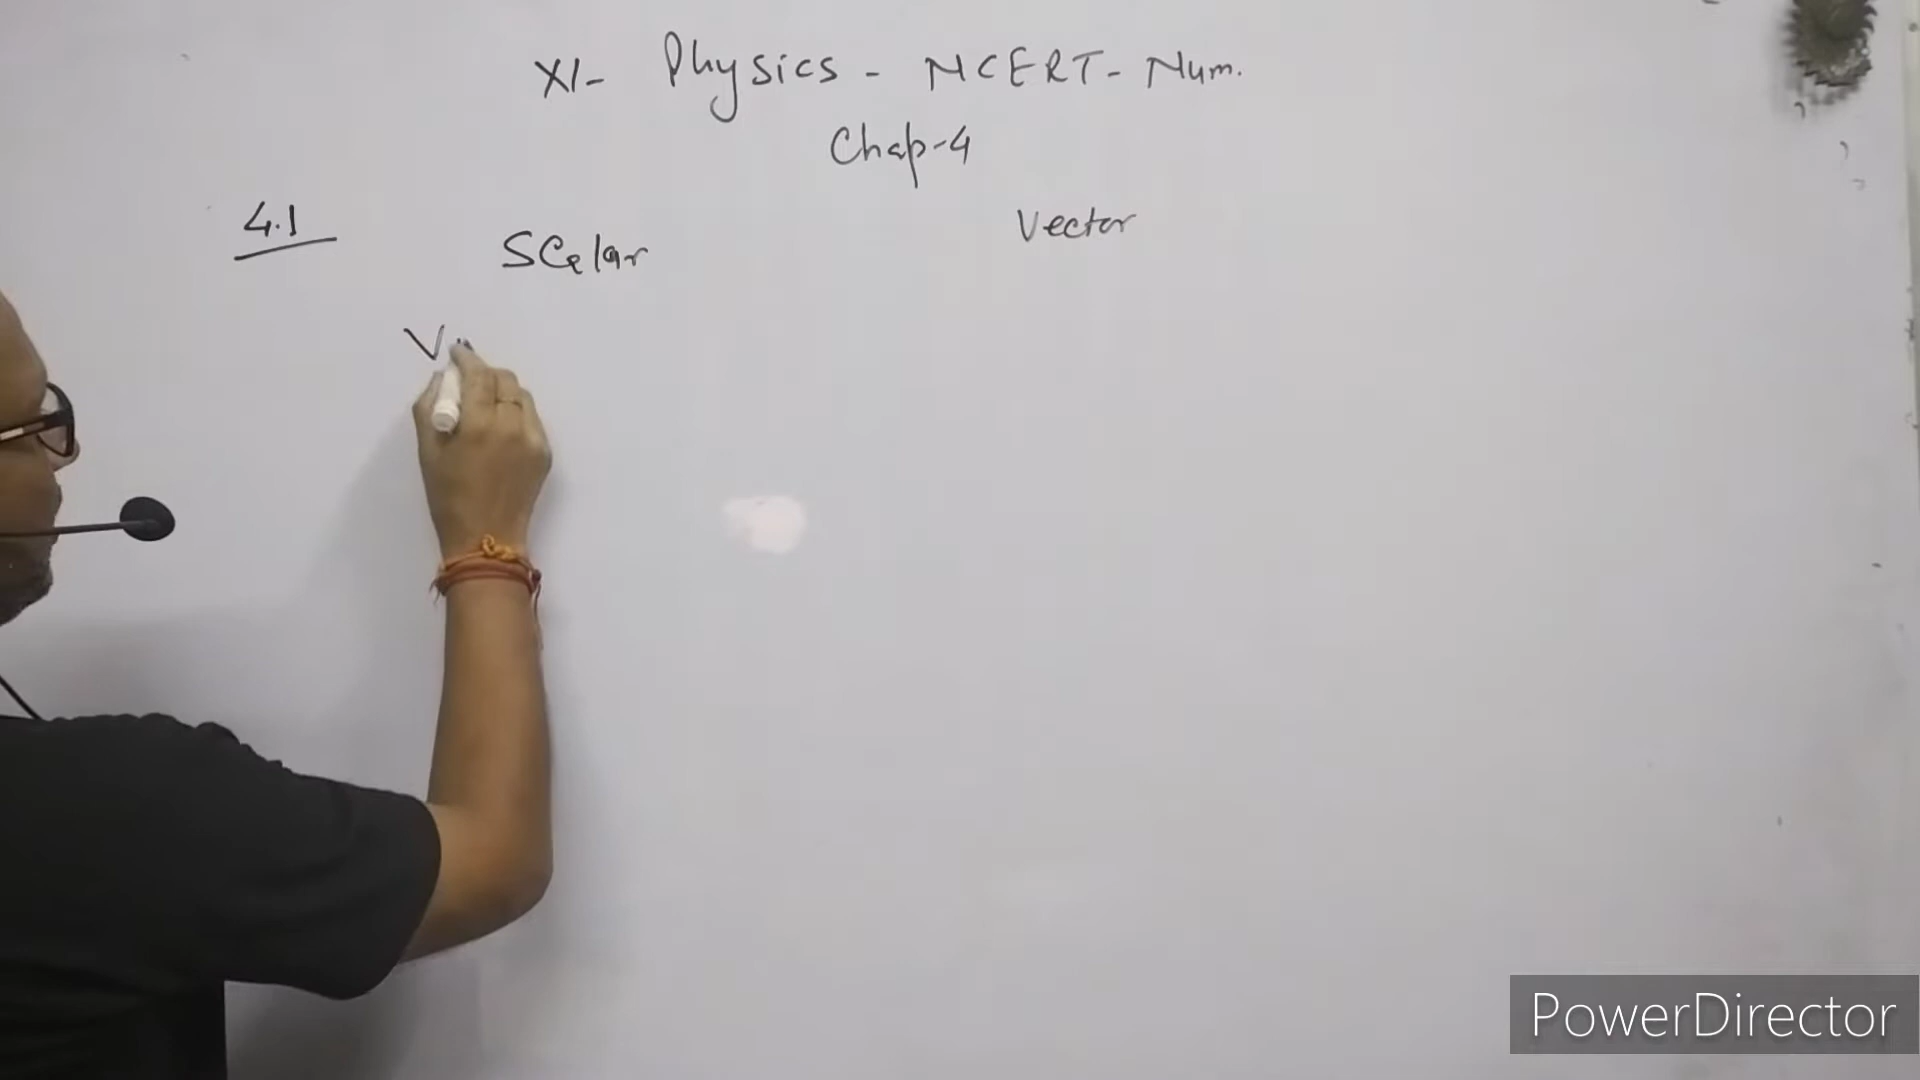 XI- Physics - NCERT- Num.
Chap-4
4.1
Scalar
Vector
V
PowerDirector